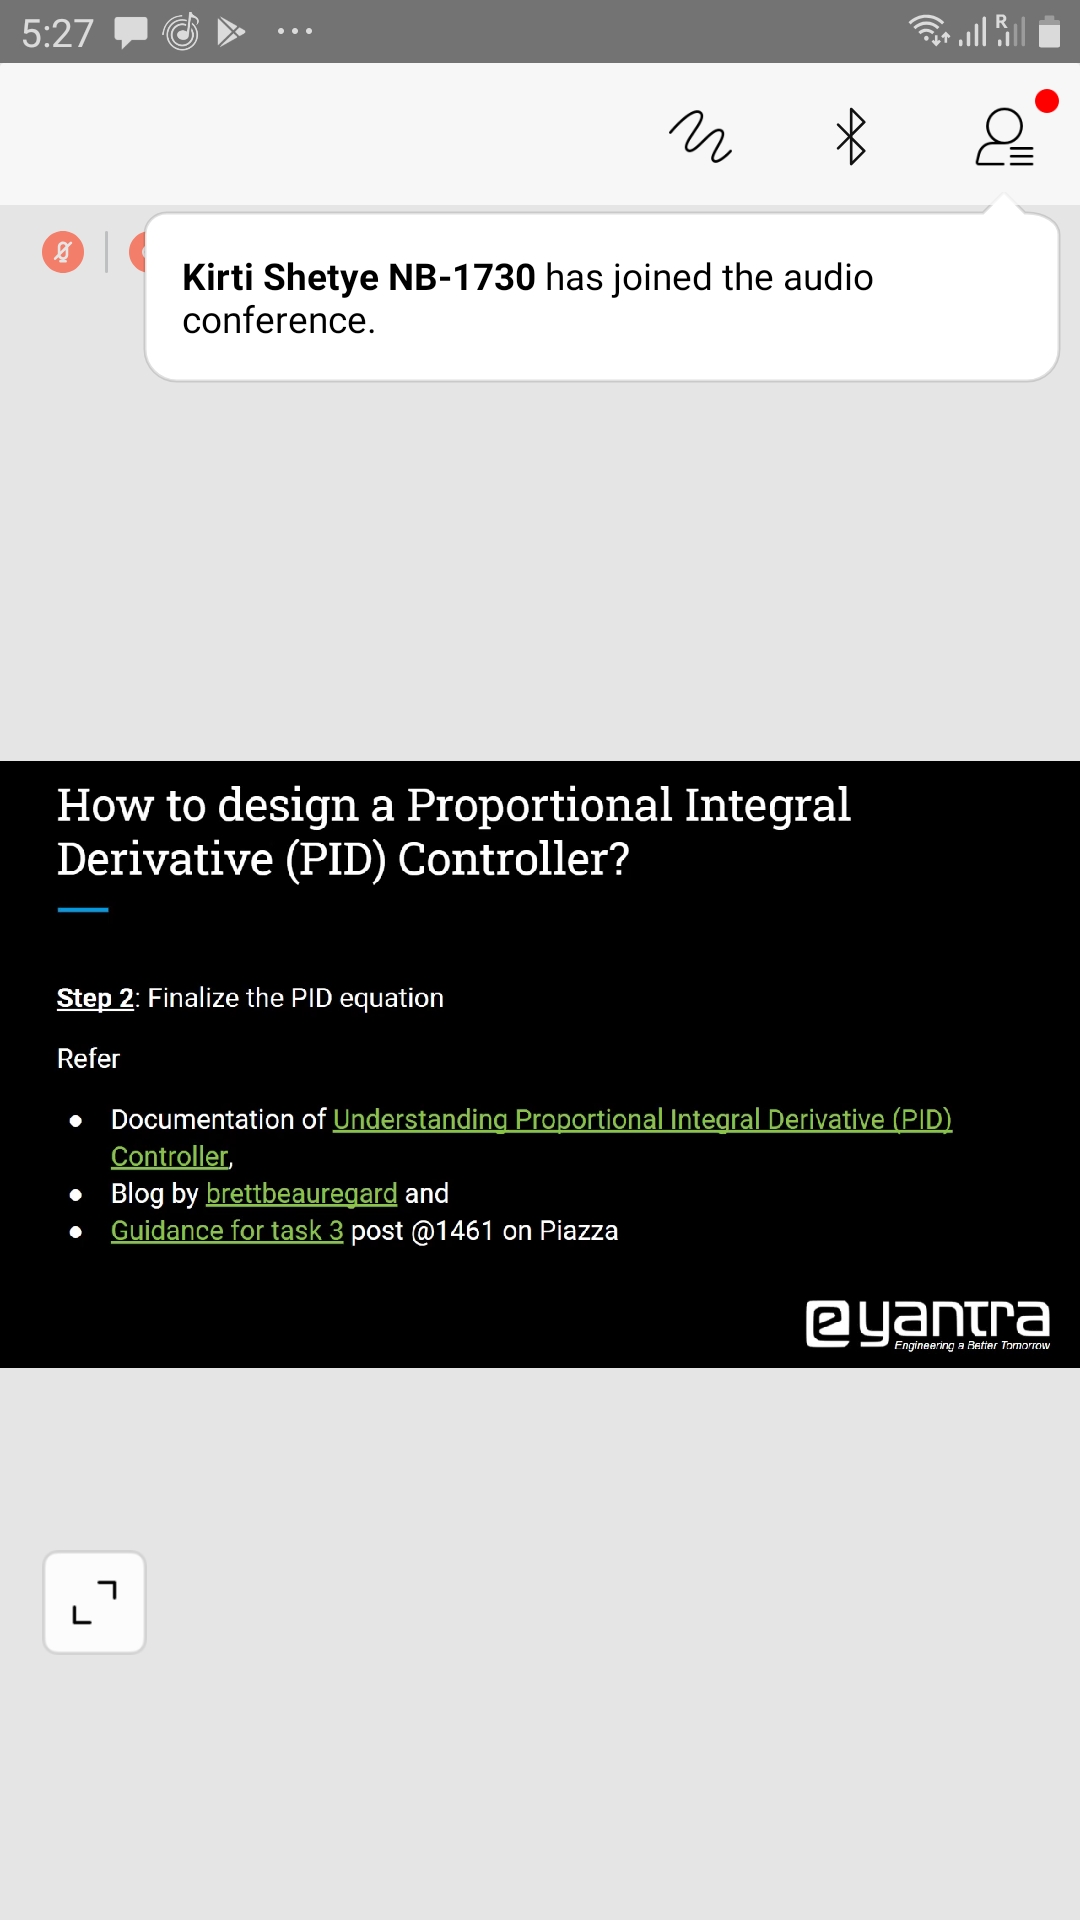 5:27
R
Kirti Shetye NB-1730 has joined the audio
conference.
How to design a Proportional Integral
Derivative (PID) Controller?
Step 2: Finalize the PID equation
Refer
● Documentation of Understanding Proportional Integral Derivative (PID)
Controller,
● Blog by brettbeauregard and
● Guidance for task 3 post @1461 on Piazza
eyantra
Engineering a Better Tomorrow